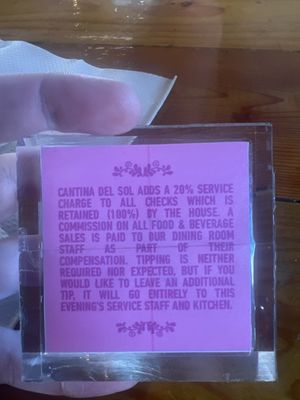 CANTINA DEL SOL ADDS A 20% SERVICE
CHARGE TO ALL CHECKS WHICH IS
RETAINED (100%) BY THE HOUSE. A
COMMISSION ON ALL FOOD & BEVERAGE
SALES IS PAID TO OUR DINING ROOM
STAFF AS PART OF THEIR
COMPENSATION. TIPPING IS NEITHER
REQUIRED NOR EXPECTED, BUT IF YOU
WOULD LIKE TO LEAVE AN ADDITIONAL
TIP, IT WILL GO ENTIRELY TO THIS
EVENING'S SERVICE STAFF AND KITCHEN.